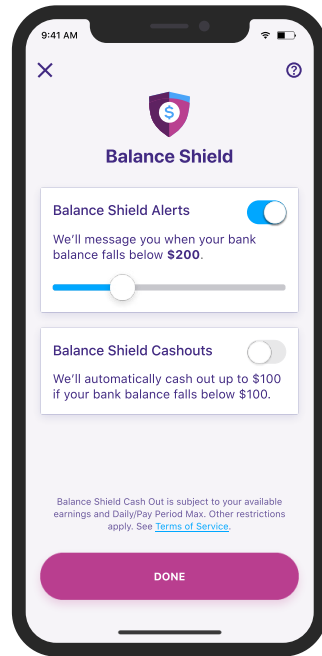 9:41 AM
Balance Shield
Balance Shield Alerts
We'll message you when your bank
balance falls below $200.
Balance Shield Cashouts
We'll automatically cash out up to $100
if your bank balance falls below $100.
Balance Shield Cash Out is subject to your available
earnings and Daily/Pay Period Max. Other restrictions
apply. See Terms of Service.
DONE